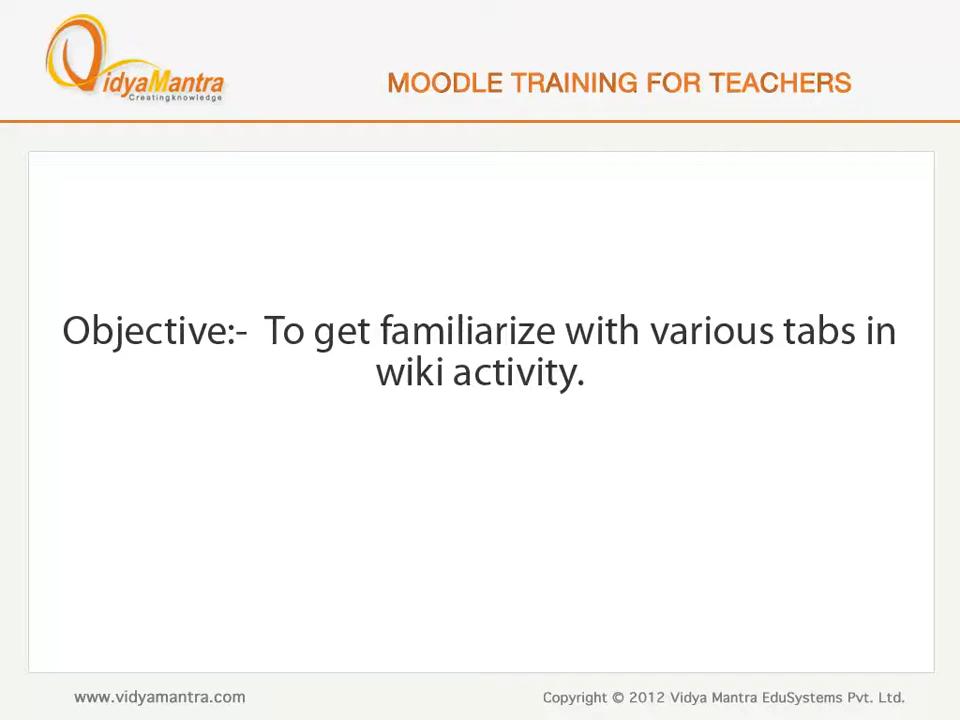 VidyaMantra
Creatingknowledge
MOODLE TRAINING FOR TEACHERS
Objective:- To get familiarize with various tabs in
wiki activity.
www.vidyamantra.com
Copyright © 2012 Vidya Mantra EduSystems Pvt. Ltd.